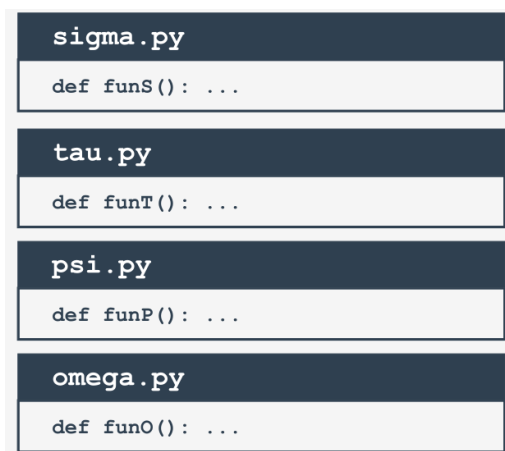 sigma.py
def funS(): ...
tau.py
def funT(): ...
psi.py
def funP(): ...
omega.py
def funO(): ...